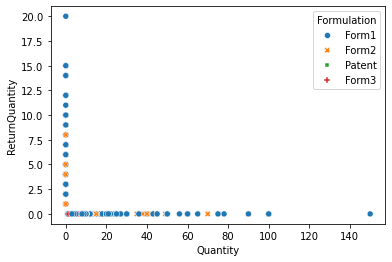 20.0
17.5
15.0
12.5
10.0
7.5
5.0
2.5
0.0
ReturnQuantity
0 20 40 60 80 100 120 140
Quantity
Formulation
Form1
Form2
Patent
Form3